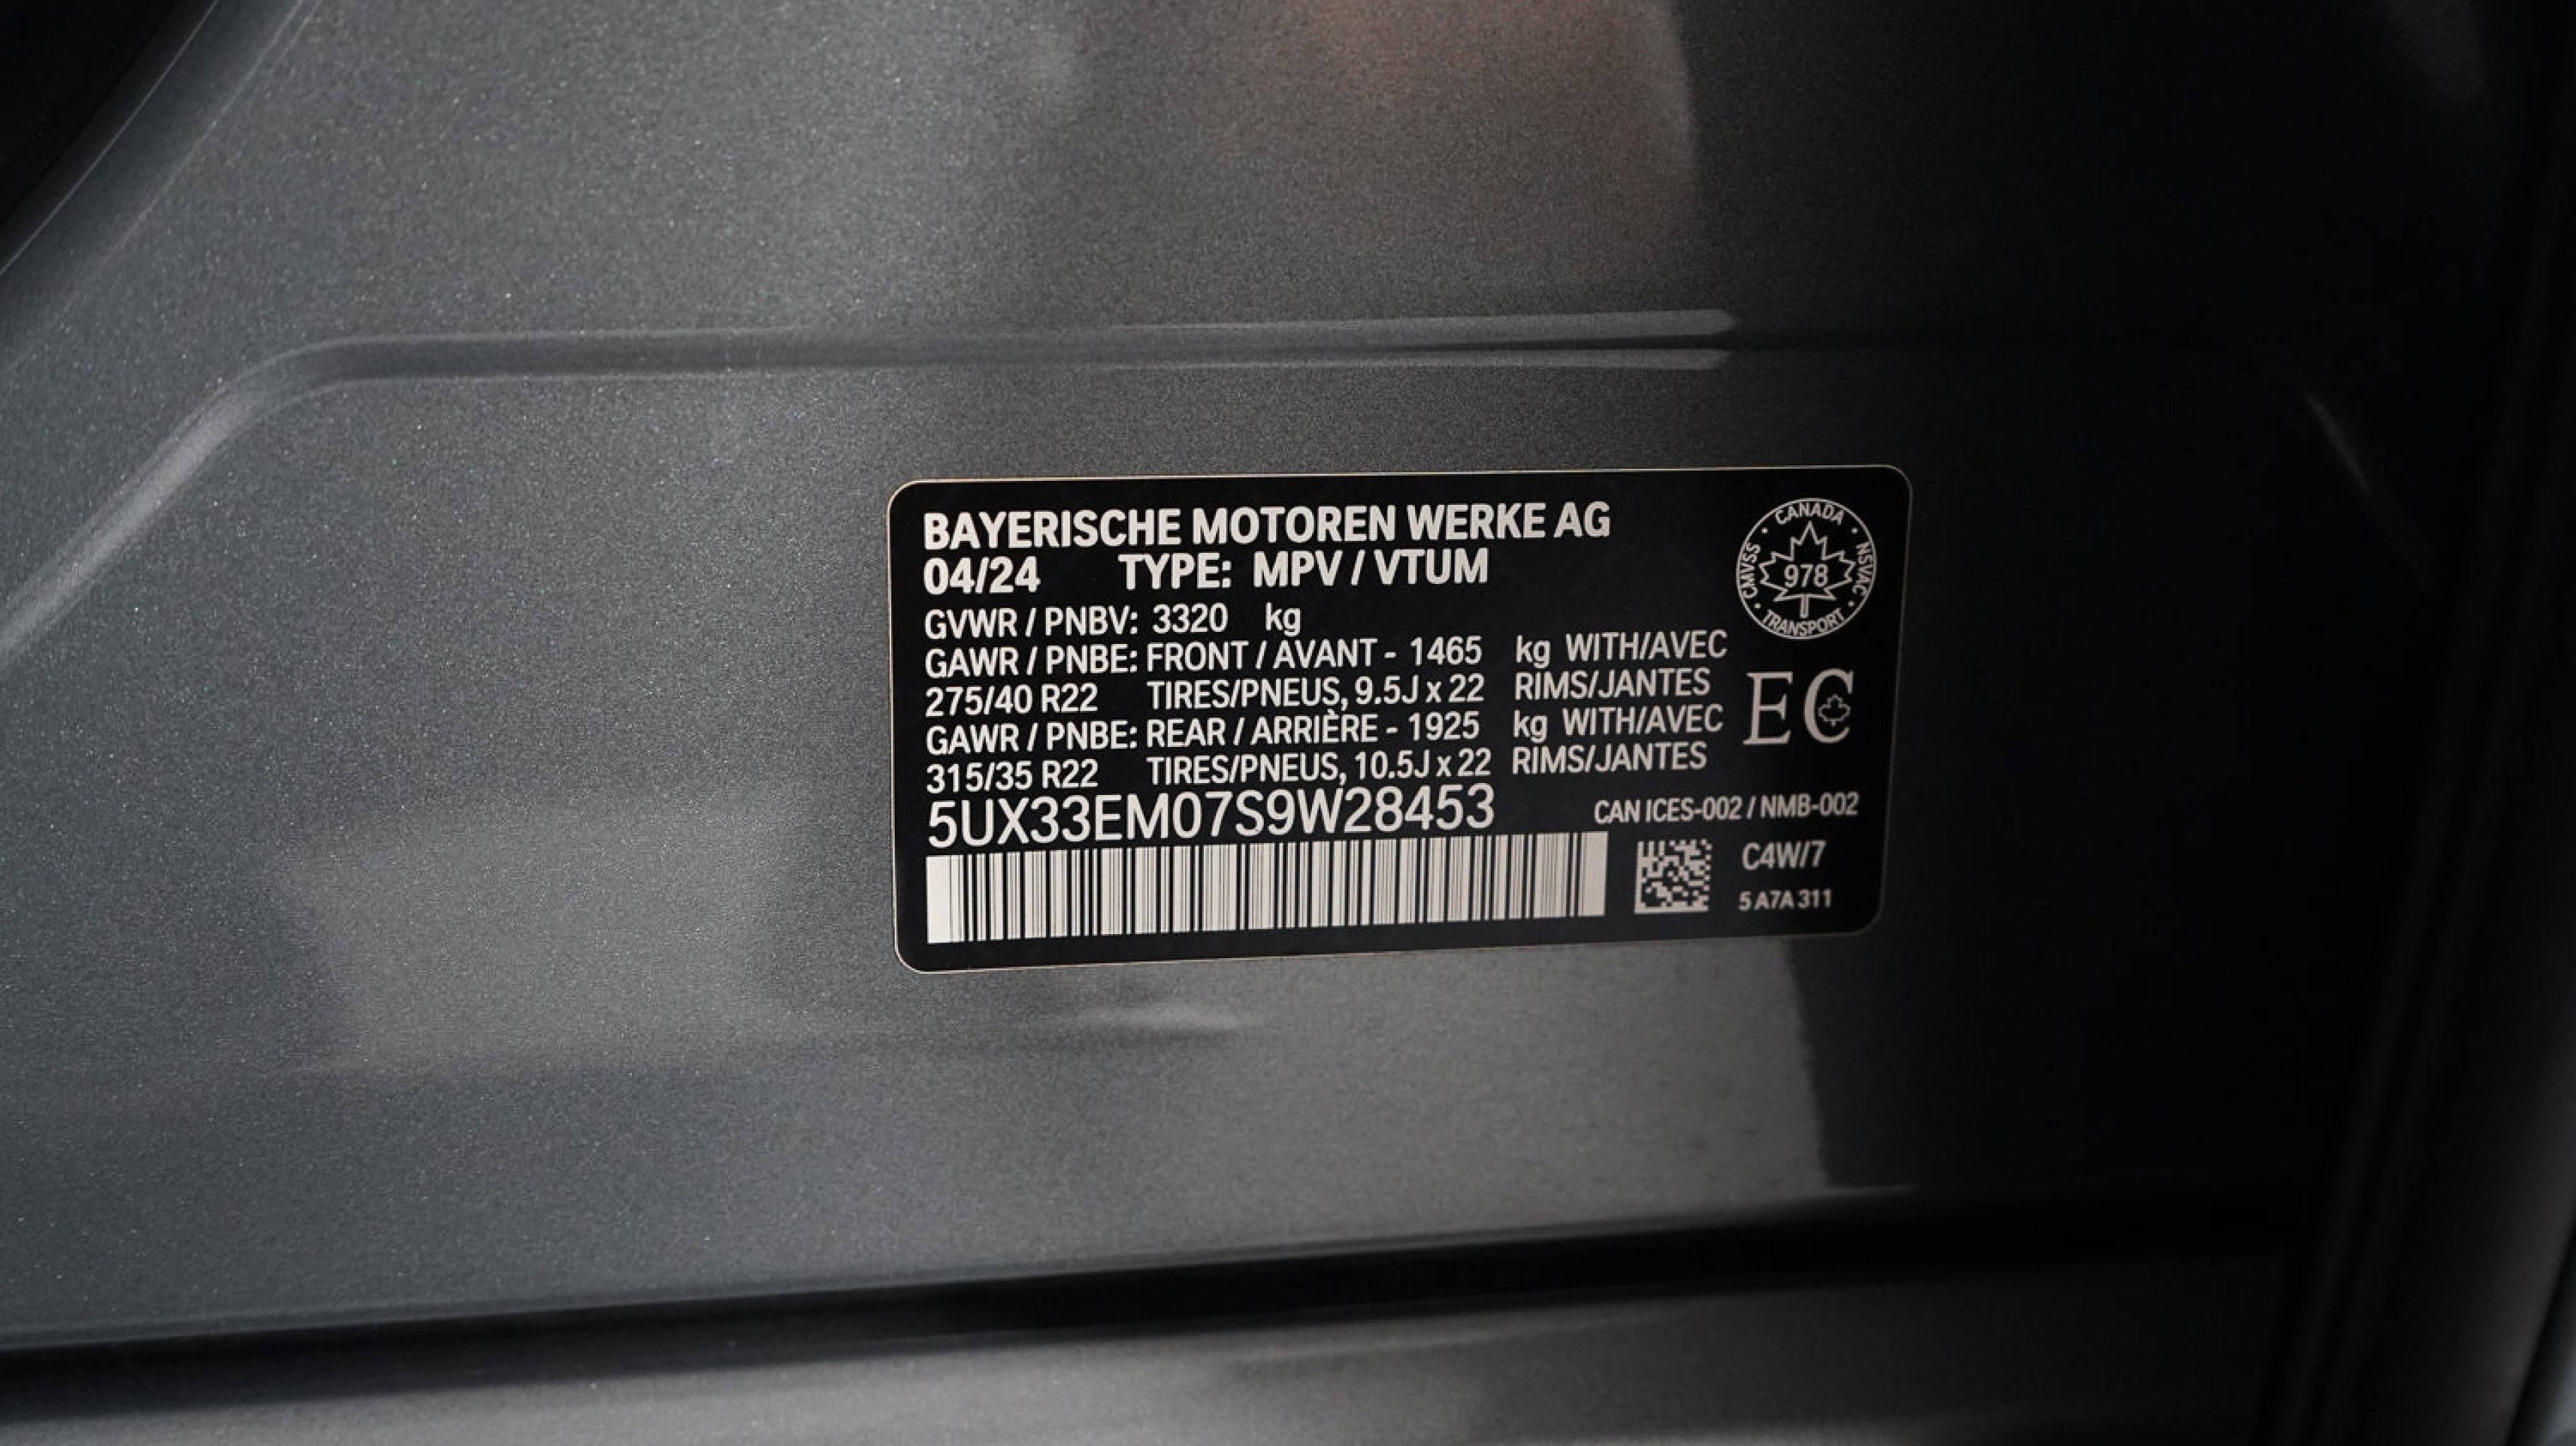 BAYERISCHE MOTOREN WERKE AG
04/24 TYPE: MPV / VTUM
GVWR / PNBV: 3320 kg
GAWR / PNBE: FRONT / AVANT - 1465 kg WITH/AVEC
275/40 R22 TIRES/PNEUS, 9.5J x 22 RIMS/JANTES
GAWR / PNBE: REAR / ARRIÈRE - 1925 kg WITH/AVEC
315/35 R22 TIRES/PNEUS, 10.5J x 22 RIMS/JANTES
5UX33EM07S9W28453
CANADA
CMVSS
978
NSVAC
TRANSPORT
EC
CAN ICES-002 / NMB-002
C4W/7
5 A7A 311